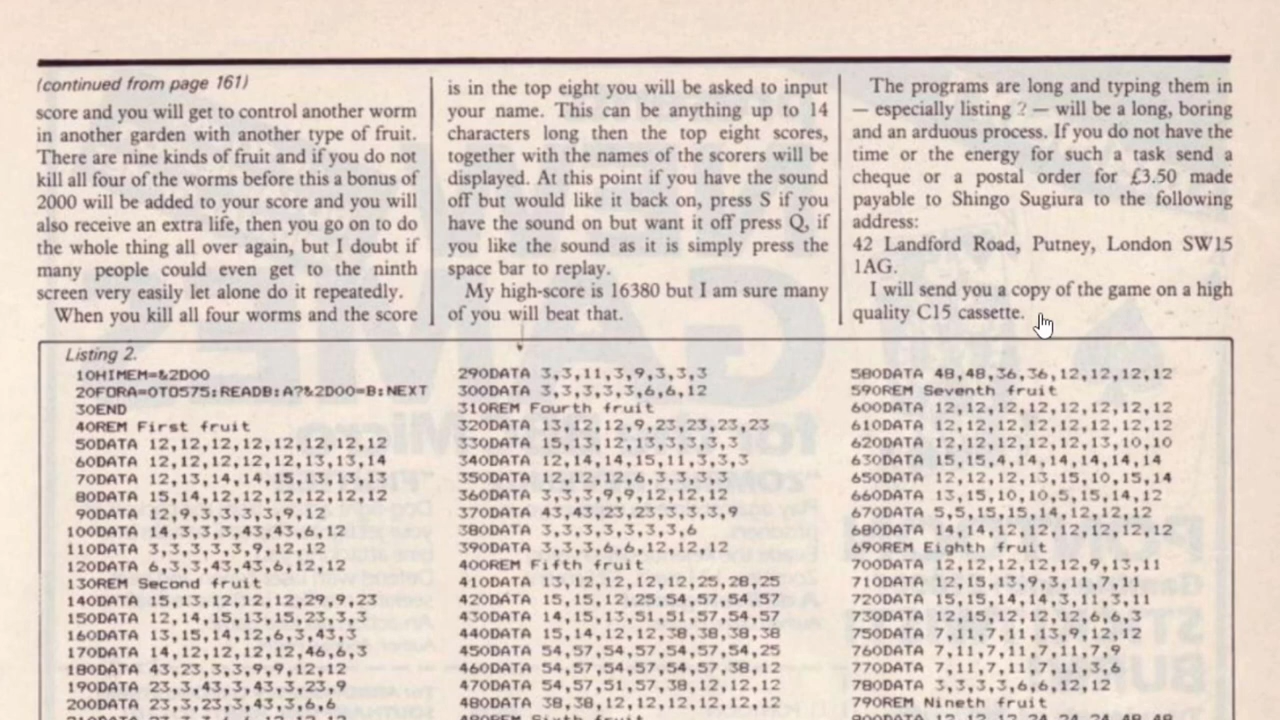 (continued from page 161)
score and you will get to control another worm
in another garden with another type of fruit.
There are nine kinds of fruit and if you do not
kill all four of the worms before this a bonus of
2000 will be added to your score and you will
also receive an extra life, then you go on to do
the whole thing all over again, but I doubt if
many people could even get to the ninth
screen very easily let alone do it repeatedly.
When you kill all four worms and the score
is in the top eight you will be asked to input
your name. This can be anything up to 14
characters long then the top eight scores,
together with the names of the scorers will be
displayed. At this point if you have the sound
off but would like it back on, press S if you
have the sound on but want it off press Q, if
you like the sound as it is simply press the
space bar to replay.
My high-score is 16380 but I am sure many
of you will beat that.
The programs are long and typing them in
— especially listing 2 — will be a long, boring
and an arduous process. If you do not have the
time or the energy for such a task send a
cheque or a postal order for £3.50 made
payable to Shingo Sugiura to the following
address:
42 Landford Road, Putney, London SW15
1AG.
I will send you a copy of the game on a high
quality C15 cassette.
Listing 2.
10HIMEM=&2D00
20FORA=0TO575:READB:A?&2D00=B:NEXT
30END
40REM First fruit
50DATA 12,12,12,12,12,12,12,12
60DATA 12,12,12,12,12,13,13,14
70DATA 12,13,14,14,15,13,13,13
80DATA 15,14,12,12,12,12,12,12
90DATA 12,9,3,3,3,3,9,12
100DATA 14,3,3,3,43,43,6,12
110DATA 3,3,3,3,3,9,12,12
120DATA 6,3,3,43,43,6,12,12
130REM Second fruit
140DATA 15,13,12,12,12,29,9,23
150DATA 12,14,15,13,15,23,3,3
160DATA 13,15,14,12,6,3,43,3
170DATA 14,12,12,12,12,46,6,3
180DATA 43,23,3,3,9,9,12,12
190DATA 23,3,43,3,43,3,23,9
200DATA 23,3,23,3,43,3,6,6
290DATA 3,3,11,3,9,3,3,3
300DATA 3,3,3,3,3,6,6,12
310REM Fourth fruit
320DATA 13,12,12,9,23,23,23,23
330DATA 15,13,12,13,3,3,3,3
340DATA 12,14,14,15,11,3,3,3
350DATA 12,12,12,6,3,3,3,3
360DATA 3,3,3,9,9,12,12,12
370DATA 43,43,23,23,3,3,3,9
380DATA 3,3,3,3,3,3,3,6
390DATA 3,3,3,6,6,12,12,12
400REM Fifth fruit
410DATA 13,12,12,12,12,25,28,25
420DATA 15,15,12,25,54,57,54,57
430DATA 14,15,13,51,51,57,54,57
440DATA 15,14,12,12,38,38,38,38
450DATA 54,57,54,57,54,57,54,25
460DATA 54,57,54,57,54,57,38,12
470DATA 54,57,51,57,38,12,12,12
480DATA 38,38,12,12,12,12,12,12
490REM Sixth fruit
580DATA 48,48,36,36,12,12,12,12
590REM Seventh fruit
600DATA 12,12,12,12,12,12,12,12
610DATA 12,12,12,12,12,12,12,12
620DATA 12,12,12,12,12,13,10,10
630DATA 15,15,4,14,14,14,14,14
650DATA 12,12,12,13,15,10,15,14
660DATA 13,15,10,10,5,15,14,12
670DATA 5,5,15,15,14,12,12,12
680DATA 14,14,12,12,12,12,12,12
690REM Eighth fruit
700DATA 12,12,12,12,12,9,13,11
710DATA 12,15,13,9,3,11,7,11
720DATA 15,15,14,14,3,11,3,11
730DATA 12,15,12,12,12,6,6,3
750DATA 7,11,7,11,13,9,12,12
760DATA 7,11,7,11,7,11,7,9
770DATA 7,11,7,11,7,11,3,6
780DATA 3,3,3,3,6,6,12,12
790REM Nineth fruit